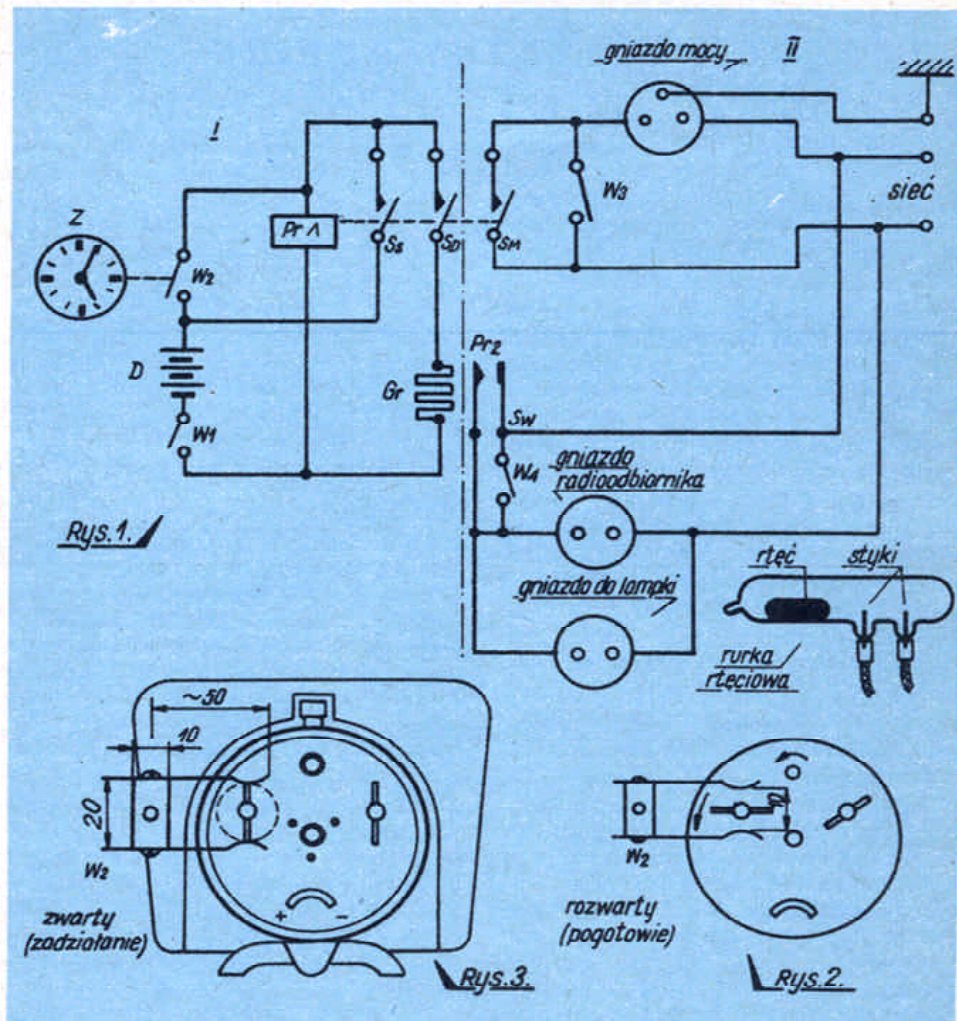 gniazdo mocy
II
I
Z
W2
Pr 1
Ss
SD
SM
W3
sieć
D
W1
Gr
Pr2
Sw
W4
gniazdo
radioodbiornika
Rys.1.
gniazdo do lampki
rtęć
styki
rurka
rtęciowa
~50
10
20
W2
zwarty
(zadziałanie)
+
-
Rys.3.
W2
rozwarty
(pogotowie)
Rys.2.